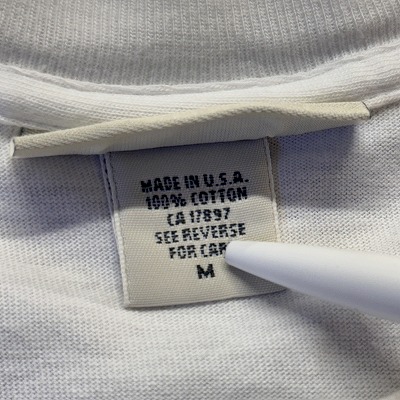 MADE IN U.S.A.
100% COTTON
CA 17897
SEE REVERSE
FOR CAR
M